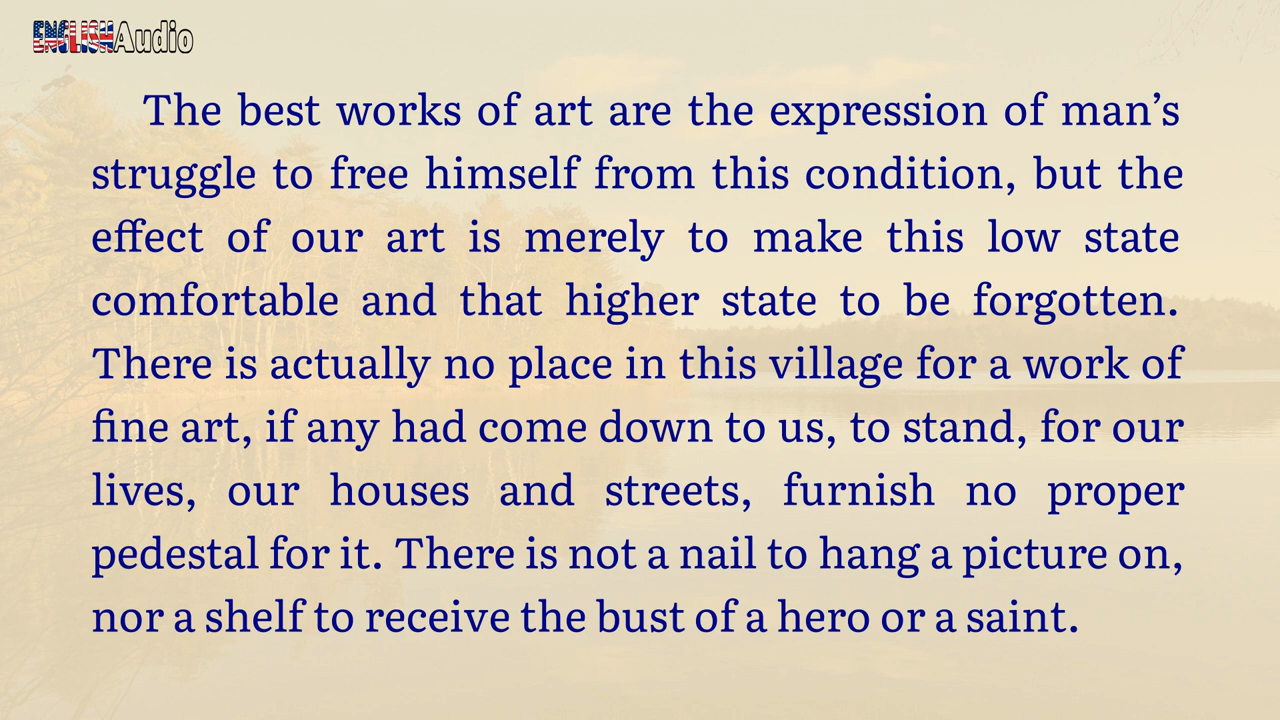 ENGLISHAudio
The best works of art are the expression of man’s
struggle to free himself from this condition, but the
effect of our art is merely to make this low state
comfortable and that higher state to be forgotten.
There is actually no place in this village for a work of
fine art, if any had come down to us, to stand, for our
lives, our houses and streets, furnish no proper
pedestal for it. There is not a nail to hang a picture on,
nor a shelf to receive the bust of a hero or a saint.